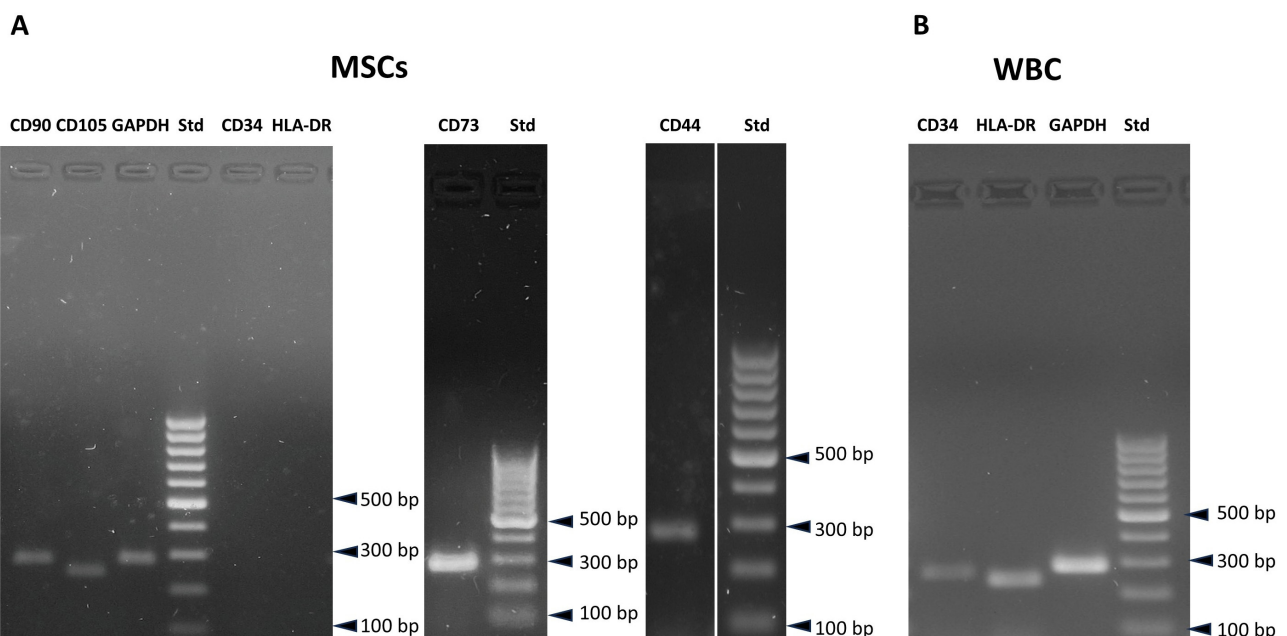 A
B
MSCs
WBC
CD90 CD105 GAPDH Std CD34 HLA-DR
CD73 Std
CD44 Std
CD34 HLA-DR GAPDH Std
500 bp
300 bp
100 bp
500 bp
300 bp
100 bp
500 bp
300 bp
100 bp
500 bp
300 bp
100 bp